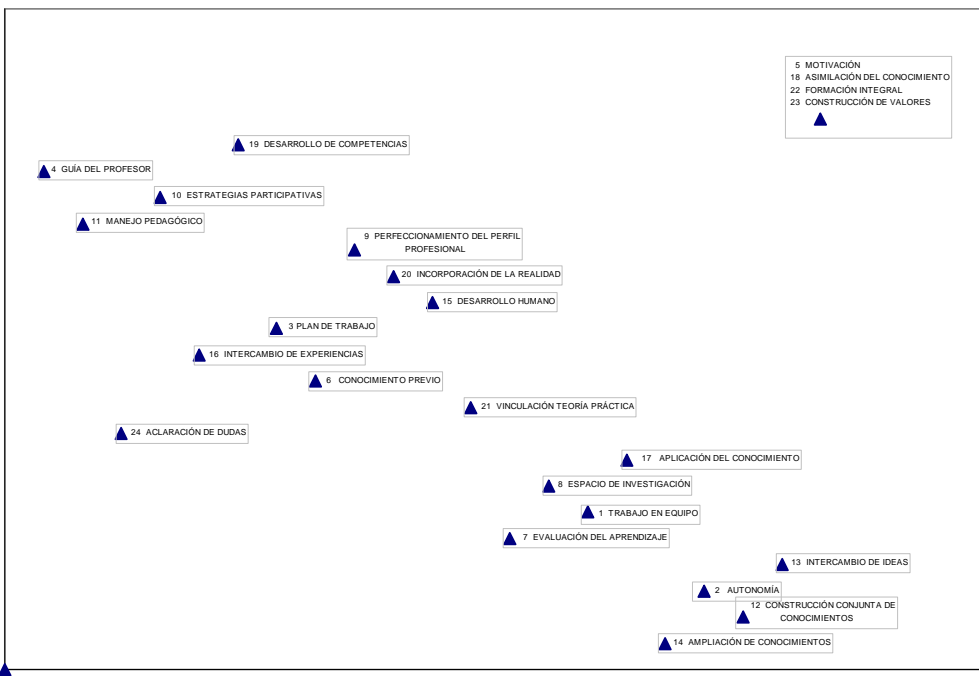 5 MOTIVACIÓN
18 ASIMILACIÓN DEL CONOCIMIENTO
22 FORMACIÓN INTEGRAL
23 CONSTRUCCIÓN DE VALORES
19 DESARROLLO DE COMPETENCIAS
4 GUÍA DEL PROFESOR
10 ESTRATEGIAS PARTICIPATIVAS
11 MANEJO PEDAGÓGICO
9 PERFECCIONAMIENTO DEL PERFIL
PROFESIONAL
20 INCORPORACIÓN DE LA REALIDAD
15 DESARROLLO HUMANO
3 PLAN DE TRABAJO
16 INTERCAMBIO DE EXPERIENCIAS
6 CONOCIMIENTO PREVIO
21 VINCULACIÓN TEORÍA PRÁCTICA
24 ACLARACIÓN DE DUDAS
17 APLICACIÓN DEL CONOCIMIENTO
8 ESPACIO DE INVESTIGACIÓN
1 TRABAJO EN EQUIPO
7 EVALUACIÓN DEL APRENDIZAJE
13 INTERCAMBIO DE IDEAS
2 AUTONOMÍA
12 CONSTRUCCIÓN CONJUNTA DE
CONOCIMIENTOS
14 AMPLIACIÓN DE CONOCIMIENTOS